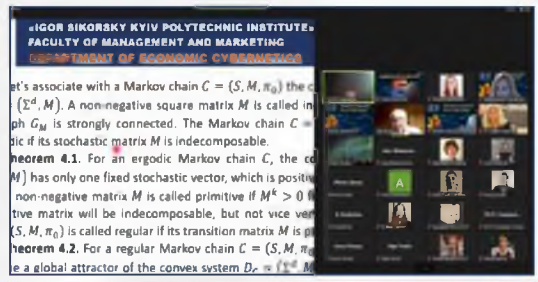 «IGOR SIKORSKY KYIV POLYTECHNIC INSTITUTE»
FACULTY OF MANAGEMENT AND MARKETING
DEPARTMENT OF ECONOMIC CYBERNETICS
et's associate with a Markov chain C = (S, M, π₀) the c
(Σᵈ, M). A non-negative square matrix M is called in
ph G_M is strongly connected. The Markov chain C =
dic if its stochastic matrix M is indecomposable.
heorem 4.1. For an ergodic Markov chain C, the co
M) has only one fixed stochastic vector, which is positiv
non-negative matrix M is called primitive if Mᵏ > 0 f
tive matrix will be indecomposable, but not vice ver
(S, M, π₀) is called regular if its transition matrix M is p
heorem 4.2. For a regular Markov chain C = (S, M, π₀
e a global attractor of the convex system D_C = (Σᵈ, M
A